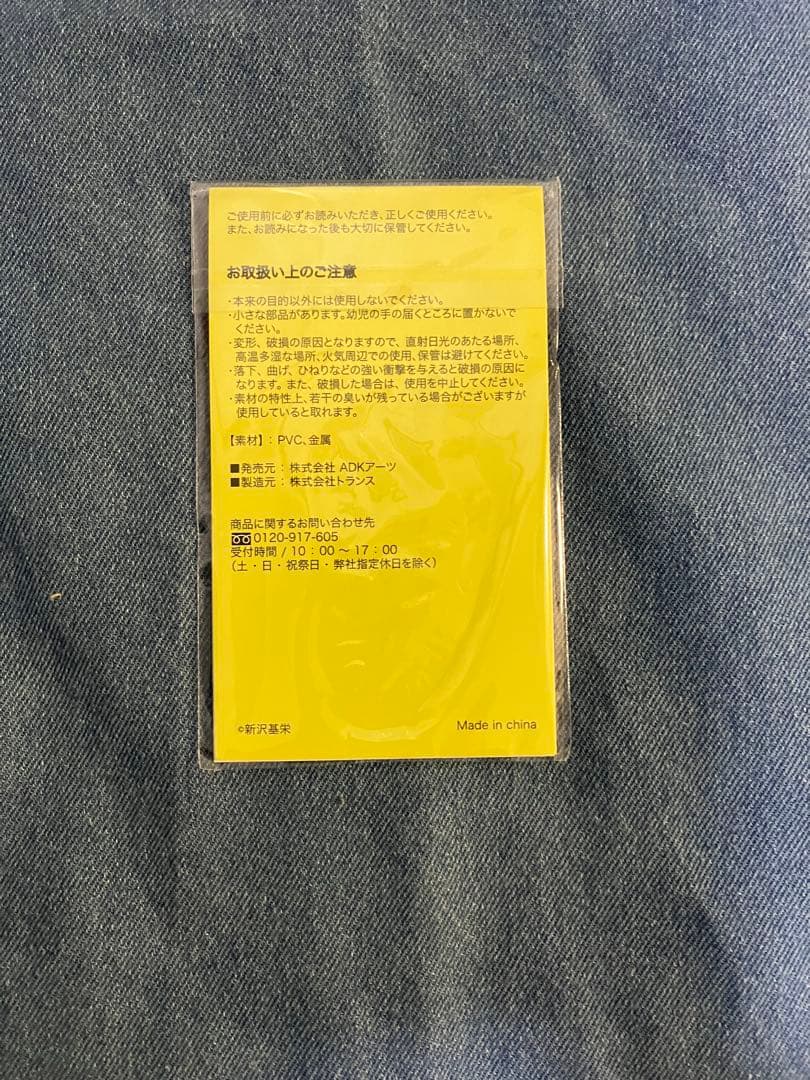 ご使用前に必ずお読みいただき、正しくご使用ください。
また、お読みになった後も大切に保管してください。
お取扱い上のご注意
・本来の目的以外には使用しないでください。
・小さな部品があります。幼児の手の届くところに置かないで
ください。
・変形、破損の原因となりますので、直射日光のあたる場所、
高温多湿な場所、火気周辺での使用、保管は避けてください。
・落下、曲げ、ひねりなどの強い衝撃を与えると破損の原因に
なります。また、破損した場合は、使用を中止してください。
・素材の特性上、若干の臭いが残っている場合がございますが
使用していると取れます。
【素材】：PVC、金属
■発売元：株式会社 ADKアーツ
■製造元：株式会社トランス
商品に関するお問い合わせ先
0120-917-605
受付時間 / 10：00 〜 17：00
（土・日・祝祭日・弊社指定休日を除く）
©新沢基栄
Made in china